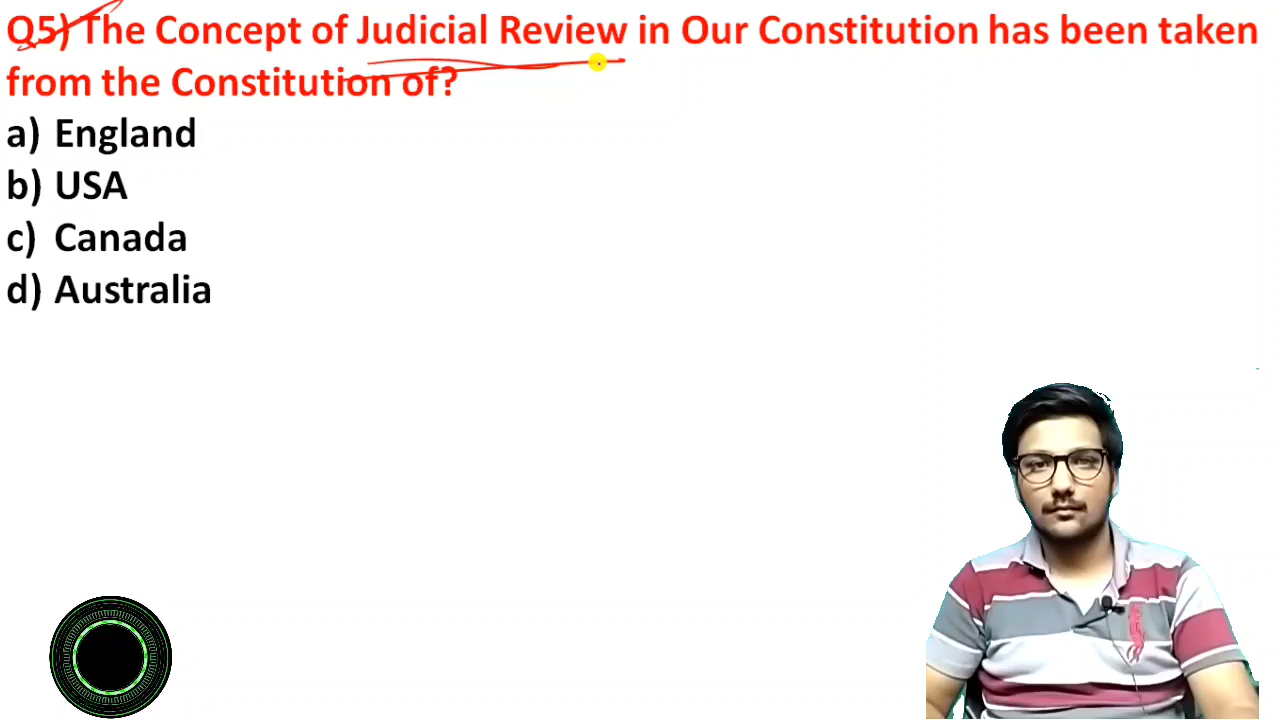 Q5) The Concept of Judicial Review in Our Constitution has been taken
from the Constitution of?
a) England
b) USA
c) Canada
d) Australia